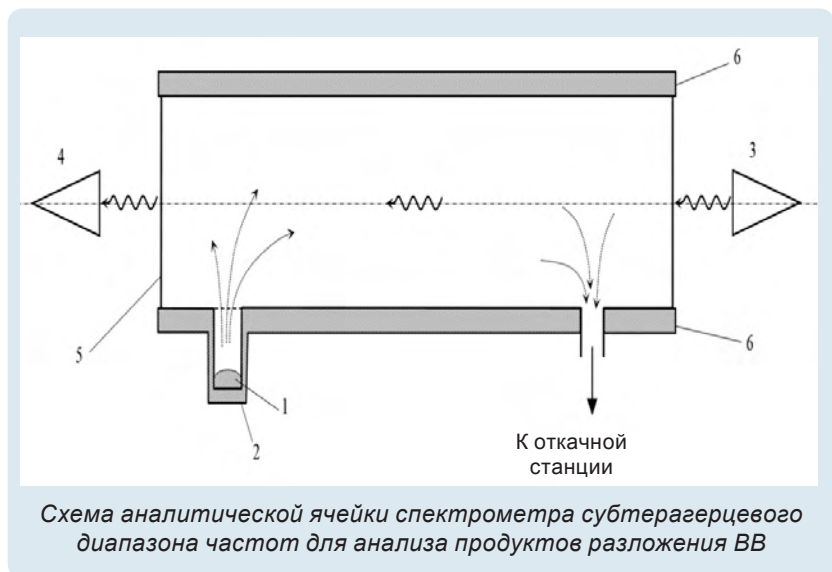 6
4
3
5
1
2
6
К откачной
станции
Схема аналитической ячейки спектрометра субтерагерцевого
диапазона частот для анализа продуктов разложения ВВ